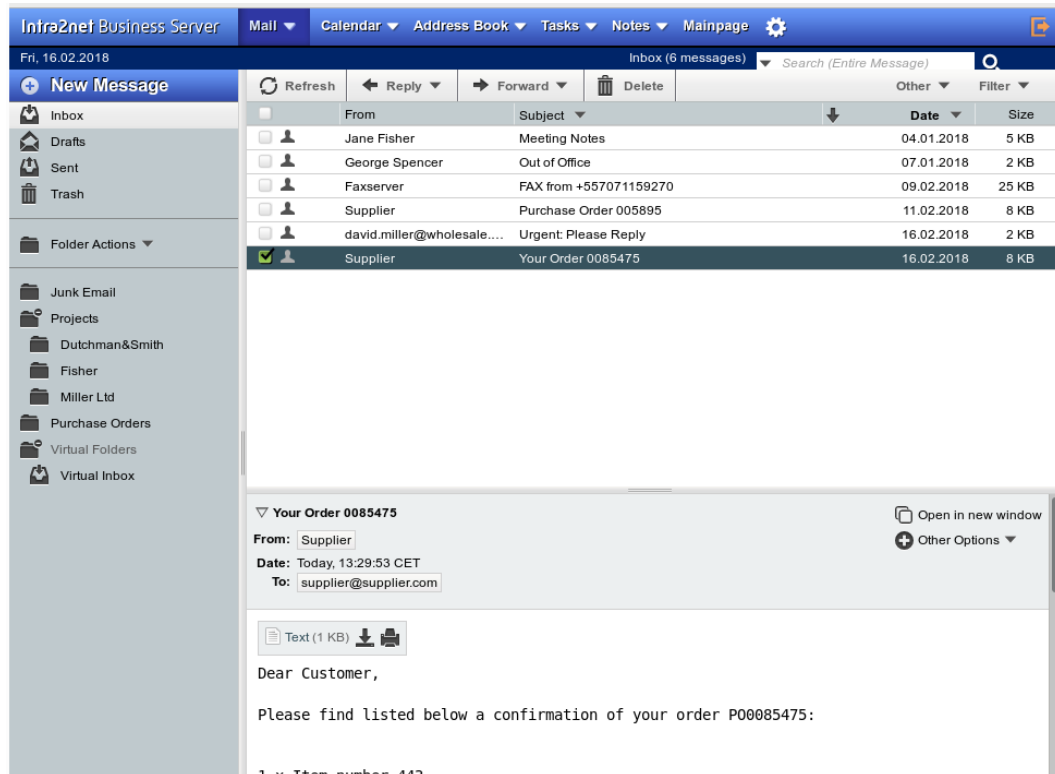 Intra2net Business Server Mail Calendar Address Book Tasks Notes Mainpage
Fri, 16.02.2018 Inbox (6 messages) Search (Entire Message)
New Message Refresh Reply Forward Delete Other Filter
Inbox
Drafts
Sent
Trash
Folder Actions
Junk Email
Projects
Dutchman&Smith
Fisher
Miller Ltd
Purchase Orders
Virtual Folders
Virtual Inbox
From Subject Date Size
Jane Fisher Meeting Notes 04.01.2018 5 KB
George Spencer Out of Office 07.01.2018 2 KB
Faxserver FAX from +557071159270 09.02.2018 25 KB
Supplier Purchase Order 005895 11.02.2018 8 KB
david.miller@wholesale.... Urgent: Please Reply 16.02.2018 2 KB
Supplier Your Order 0085475 16.02.2018 8 KB
Your Order 0085475 Open in new window
From: Supplier Other Options
Date: Today, 13:29:53 CET
To: supplier@supplier.com
Text (1 KB)
Dear Customer,
Please find listed below a confirmation of your order PO0085475:
1 x Item number 442